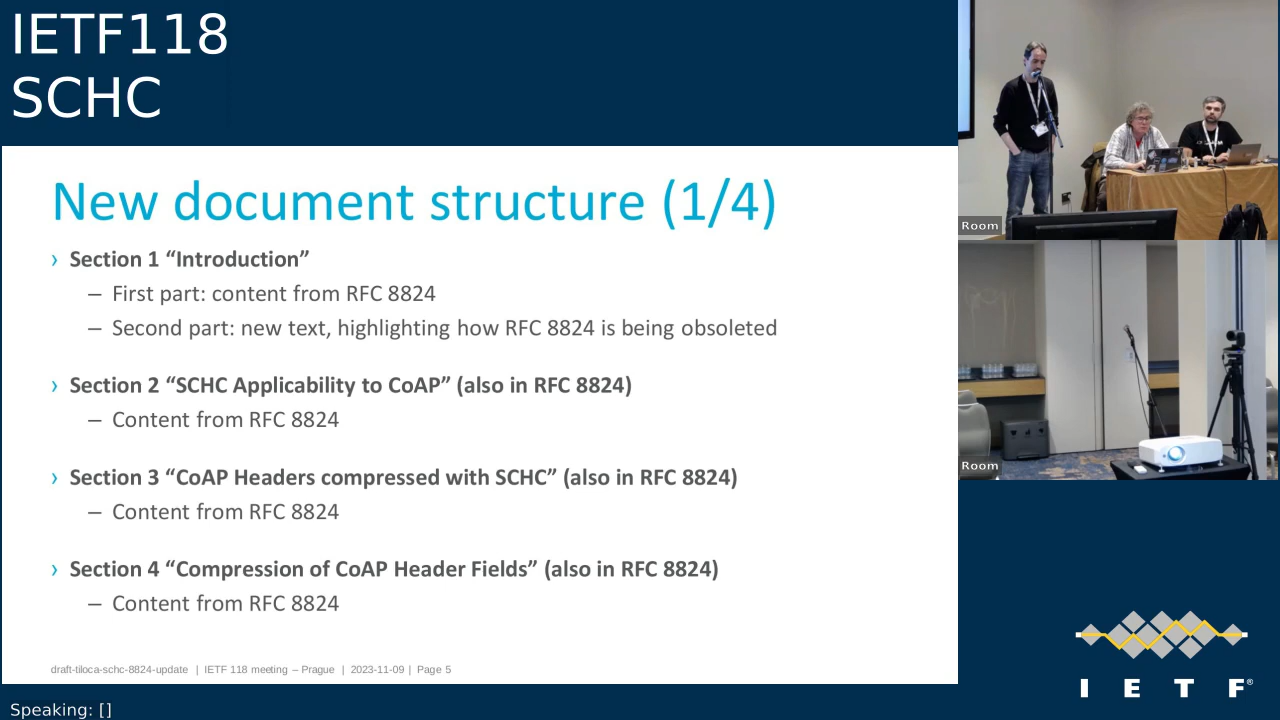 IETF118
SCHC
New document structure (1/4)
› Section 1 “Introduction”
– First part: content from RFC 8824
– Second part: new text, highlighting how RFC 8824 is being obsoleted
› Section 2 “SCHC Applicability to CoAP” (also in RFC 8824)
– Content from RFC 8824
› Section 3 “CoAP Headers compressed with SCHC” (also in RFC 8824)
– Content from RFC 8824
› Section 4 “Compression of CoAP Header Fields” (also in RFC 8824)
– Content from RFC 8824
draft-tiloca-schc-8824-update | IETF 118 meeting – Prague | 2023-11-09 | Page 5
Room
Room
I E T F®
Speaking: []